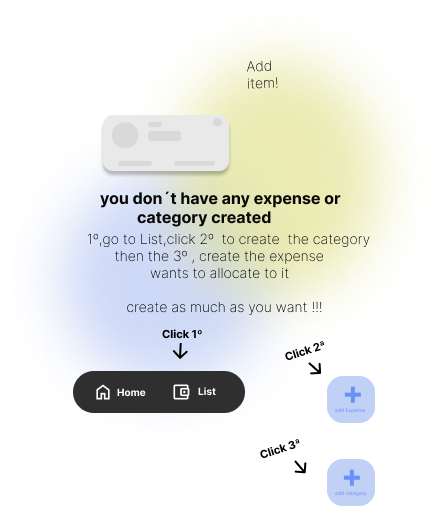 Add
item!
you don´t have any expense or
category created
1º,go to List,click 2º to create the category
then the 3º , create the expense
wants to allocate to it
create as much as you want !!!
Click 1º
Click 2ª
Home
List
add Expense
Click 3ª
add category